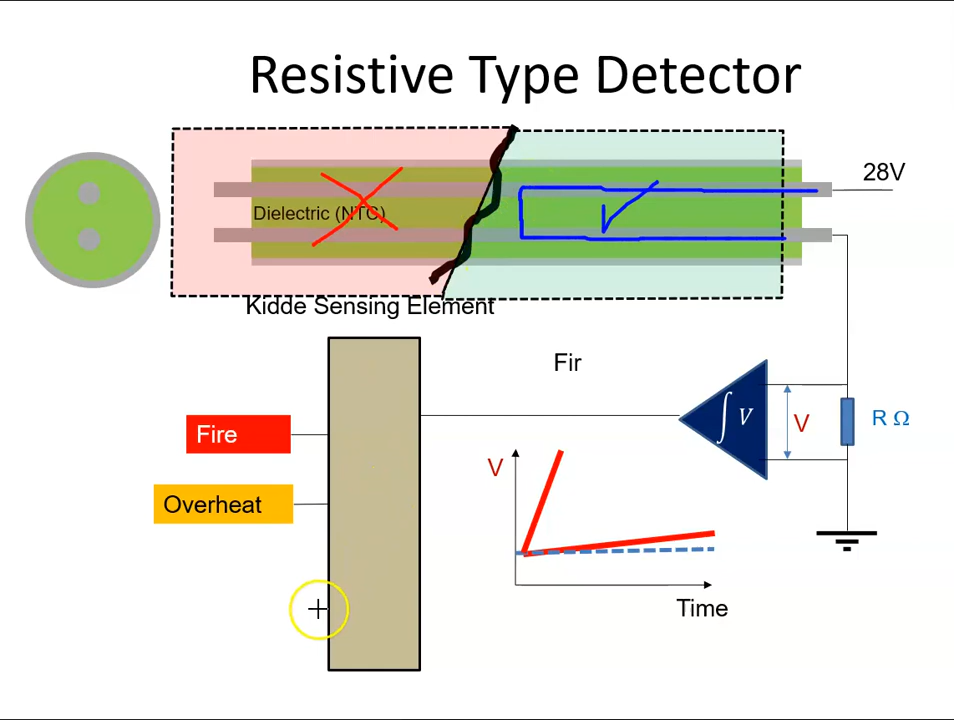 Resistive Type Detector
28V
Dielectric (NTC)
Kidde Sensing Element
Fir
∫ V
V
R Ω
Fire
V
Overheat
Time